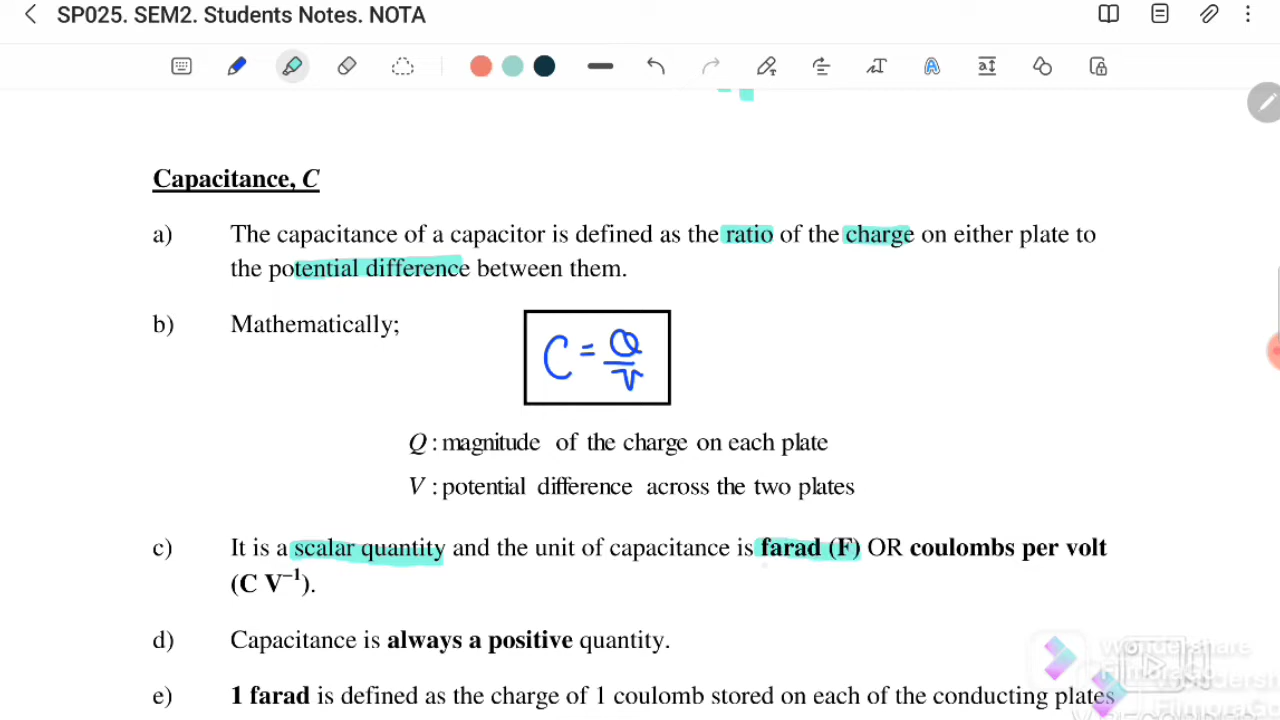 SP025. SEM2. Students Notes. NOTA
Capacitance, C
a) The capacitance of a capacitor is defined as the ratio of the charge on either plate to
the potential difference between them.
b) Mathematically;
C = Q/V
Q : magnitude of the charge on each plate
V : potential difference across the two plates
c) It is a scalar quantity and the unit of capacitance is farad (F) OR coulombs per volt
(C V⁻¹).
d) Capacitance is always a positive quantity.
Wondershare
e) 1 farad is defined as the charge of 1 coulomb stored on each of the conducting plates